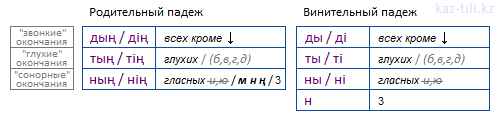 kaz-tili.kz
Родительный падеж Винительный падеж
"звонкие" окончания дың / дің всех кроме ↓ ды / ді всех кроме ↓
"глухие" окончания тың / тің глухих / (б,в,г,д) ты / ті глухих / (б,в,г,д)
"сонорные" окончания ның / нің гласных и,ю / м н ң / 3 ны / ні гласных и,ю
н 3